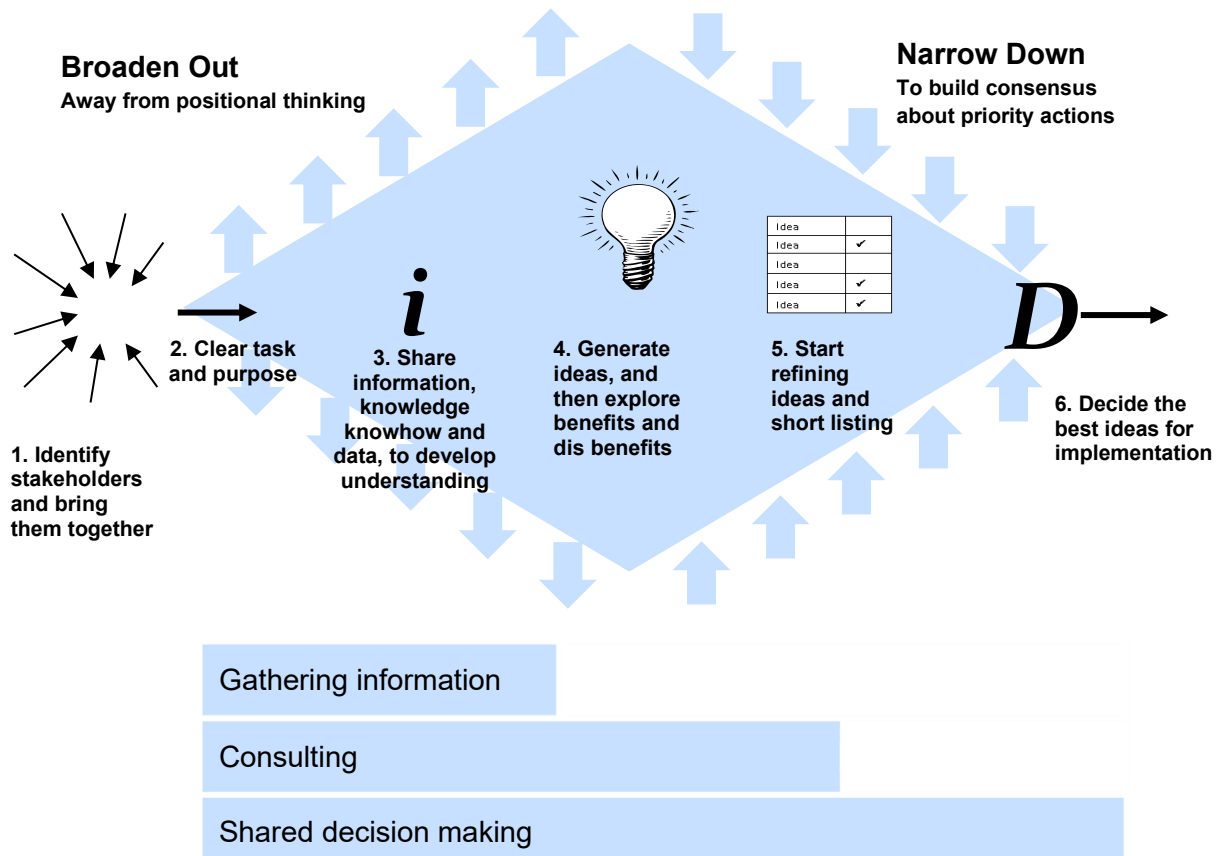 Broaden Out
Away from positional thinking
Narrow Down
To build consensus
about priority actions
1. Identify
stakeholders
and bring
them together
2. Clear task
and purpose
i
3. Share
information,
knowledge
knowhow and
data, to develop
understanding
4. Generate
ideas, and
then explore
benefits and
dis benefits
Idea
Idea ✔
Idea
Idea ✔
Idea ✔
5. Start
refining
ideas and
short listing
D
6. Decide the
best ideas for
implementation
Gathering information
Consulting
Shared decision making